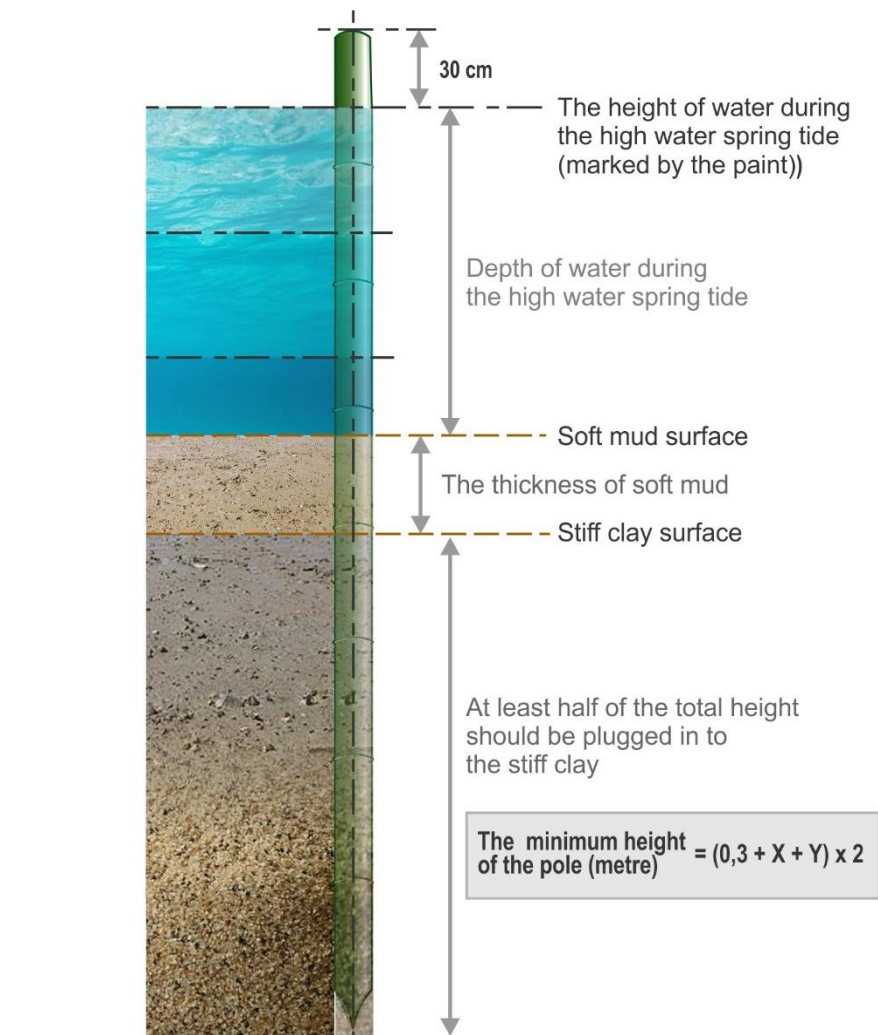 30 cm
The height of water during
the high water spring tide
(marked by the paint))
Depth of water during
the high water spring tide
Soft mud surface
The thickness of soft mud
Stiff clay surface
At least half of the total height
should be plugged in to
the stiff clay
The minimum height
of the pole (metre) = (0,3 + X + Y) x 2